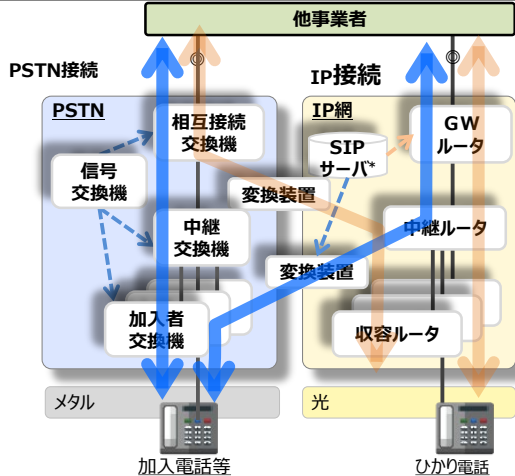 他事業者
PSTN接続
IP接続
PSTN
相互接続
交換機
信号
交換機
中継
交換機
加入者
交換機
変換装置
変換装置
IP網
SIP
サーバ*
GW
ルータ
中継ルータ
収容ルータ
メタル
光
加入電話等
ひかり電話